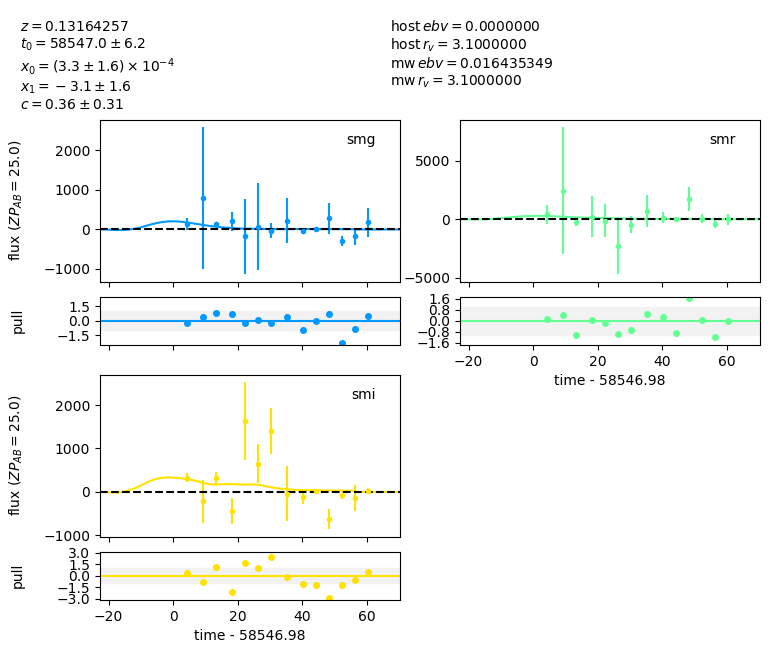 z = 0.13164257
t₀ = 58547.0 ± 6.2
x₀ = (3.3 ± 1.6) × 10⁻⁴
x₁ = −3.1 ± 1.6
c = 0.36 ± 0.31
host ebv = 0.0000000
host r_v = 3.1000000
mw ebv = 0.016435349
mw r_v = 3.1000000
smg
flux (ZP_AB = 25.0)
2000
1000
0
−1000
smr
5000
0
−5000
pull
1.5
0.0
−1.5
1.6
0.8
0.0
−0.8
−1.6
−20 0 20 40 60
time - 58546.98
smi
flux (ZP_AB = 25.0)
2000
1000
0
−1000
pull
3.0
1.5
0.0
−1.5
−3.0
−20 0 20 40 60
time - 58546.98